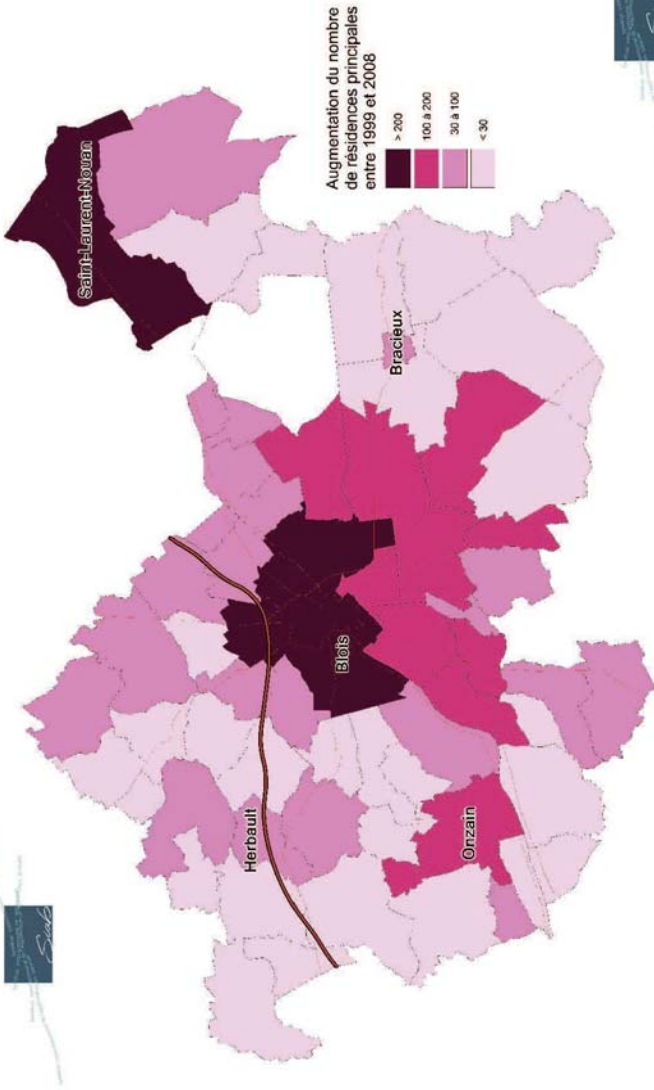 Augmentation du nombre
de résidences principales
entre 1999 et 2008
> 200
100 à 200
30 à 100
< 30
Saint-Laurent-Nouan
Herbault
Blois
Bracieux
Onzain